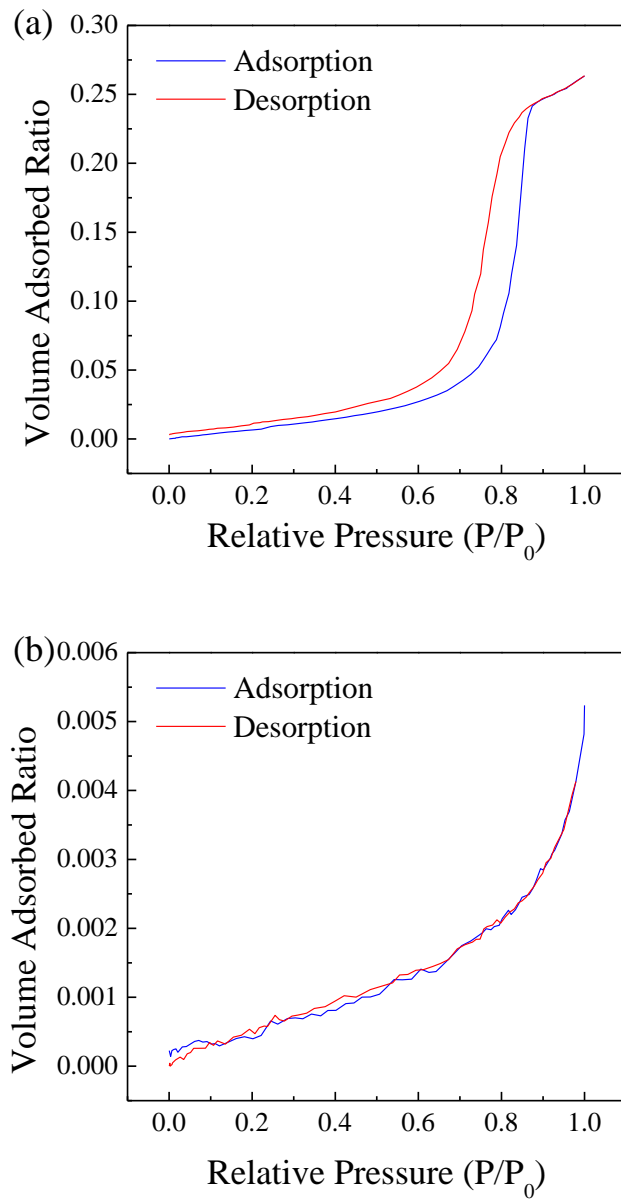 (a)
0.30
0.25
0.20
0.15
0.10
0.05
0.00
Volume Adsorbed Ratio
Adsorption
Desorption
0.0 0.2 0.4 0.6 0.8 1.0
Relative Pressure (P/P₀)
(b)
0.006
0.005
0.004
0.003
0.002
0.001
0.000
Volume Adsorbed Ratio
Adsorption
Desorption
0.0 0.2 0.4 0.6 0.8 1.0
Relative Pressure (P/P₀)